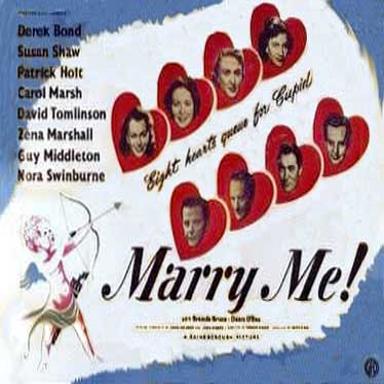 Derek Bond
Susan Shaw
Patrick Holt
Carol Marsh
David Tomlinson
Zena Marshall
Guy Middleton
Nora Swinburne
Eight hearts queue for Cupid
Marry Me!
A GAINSBOROUGH PICTURE